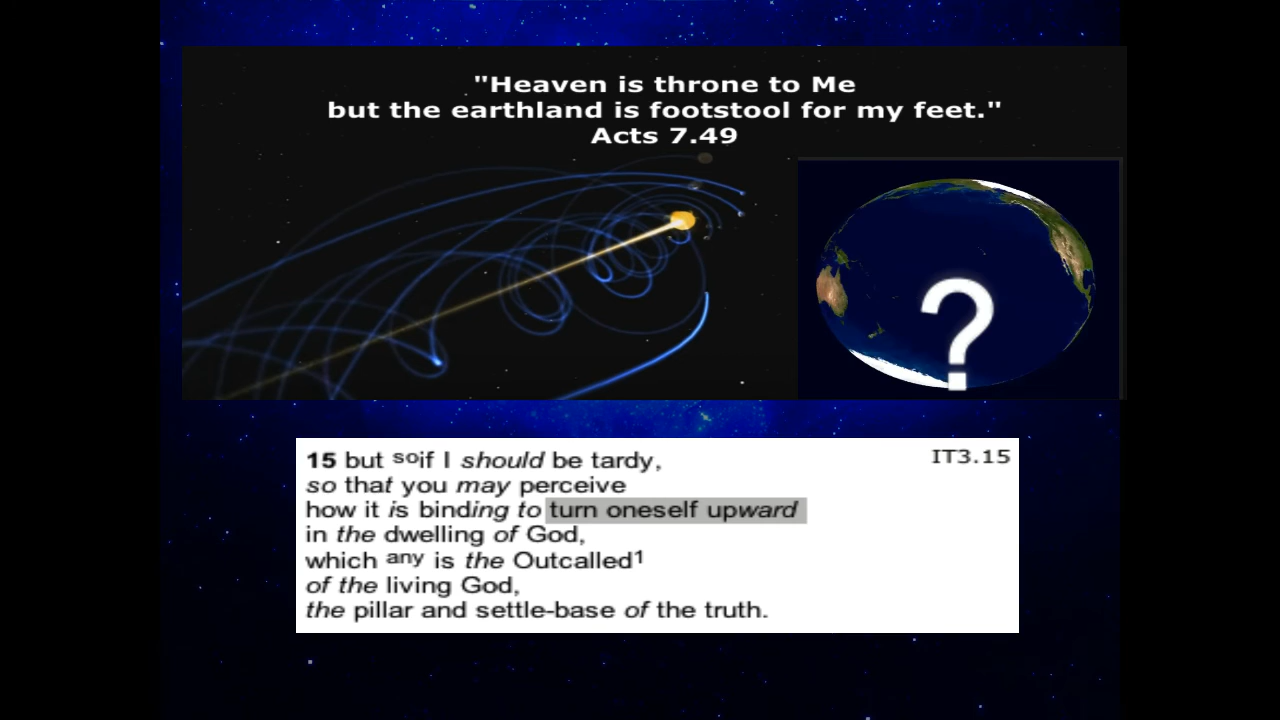 "Heaven is throne to Me
but the earthland is footstool for my feet."
Acts 7.49
?
15 but soif I should be tardy,
IT3.15
so that you may perceive
how it is binding to turn oneself upward
in the dwelling of God,
which any is the Outcalled1
of the living God,
the pillar and settle-base of the truth.